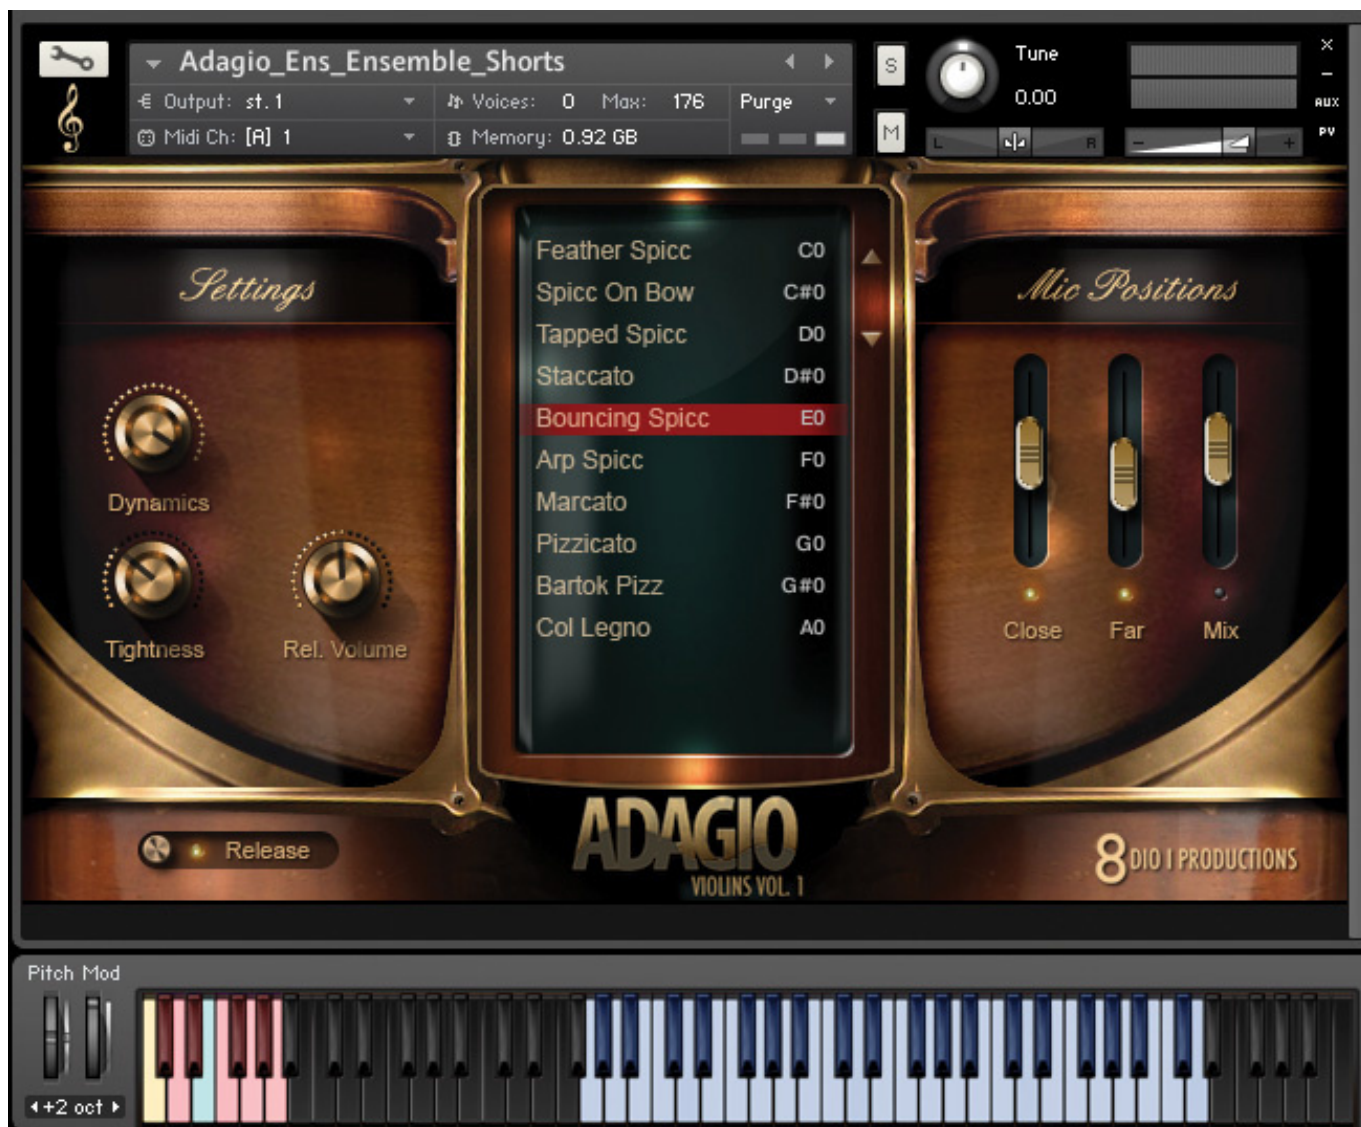 Adagio_Ens_Ensemble_Shorts
Output: st.1
Voices: 0 Max: 176
Purge
Midi Ch: [A] 1
Memory: 0.92 GB
S
M
Tune
0.00
L R
- +
×
–
AUX
PV
Settings
Dynamics
Tightness
Rel. Volume
Release
Feather Spicc C0
Spicc On Bow C#0
Tapped Spicc D0
Staccato D#0
Bouncing Spicc E0
Arp Spicc F0
Marcato F#0
Pizzicato G0
Bartok Pizz G#0
Col Legno A0
Mic Positions
Close Far Mix
ADAGIO
VIOLINS VOL. 1
8DIO I PRODUCTIONS
Pitch Mod
+2 oct